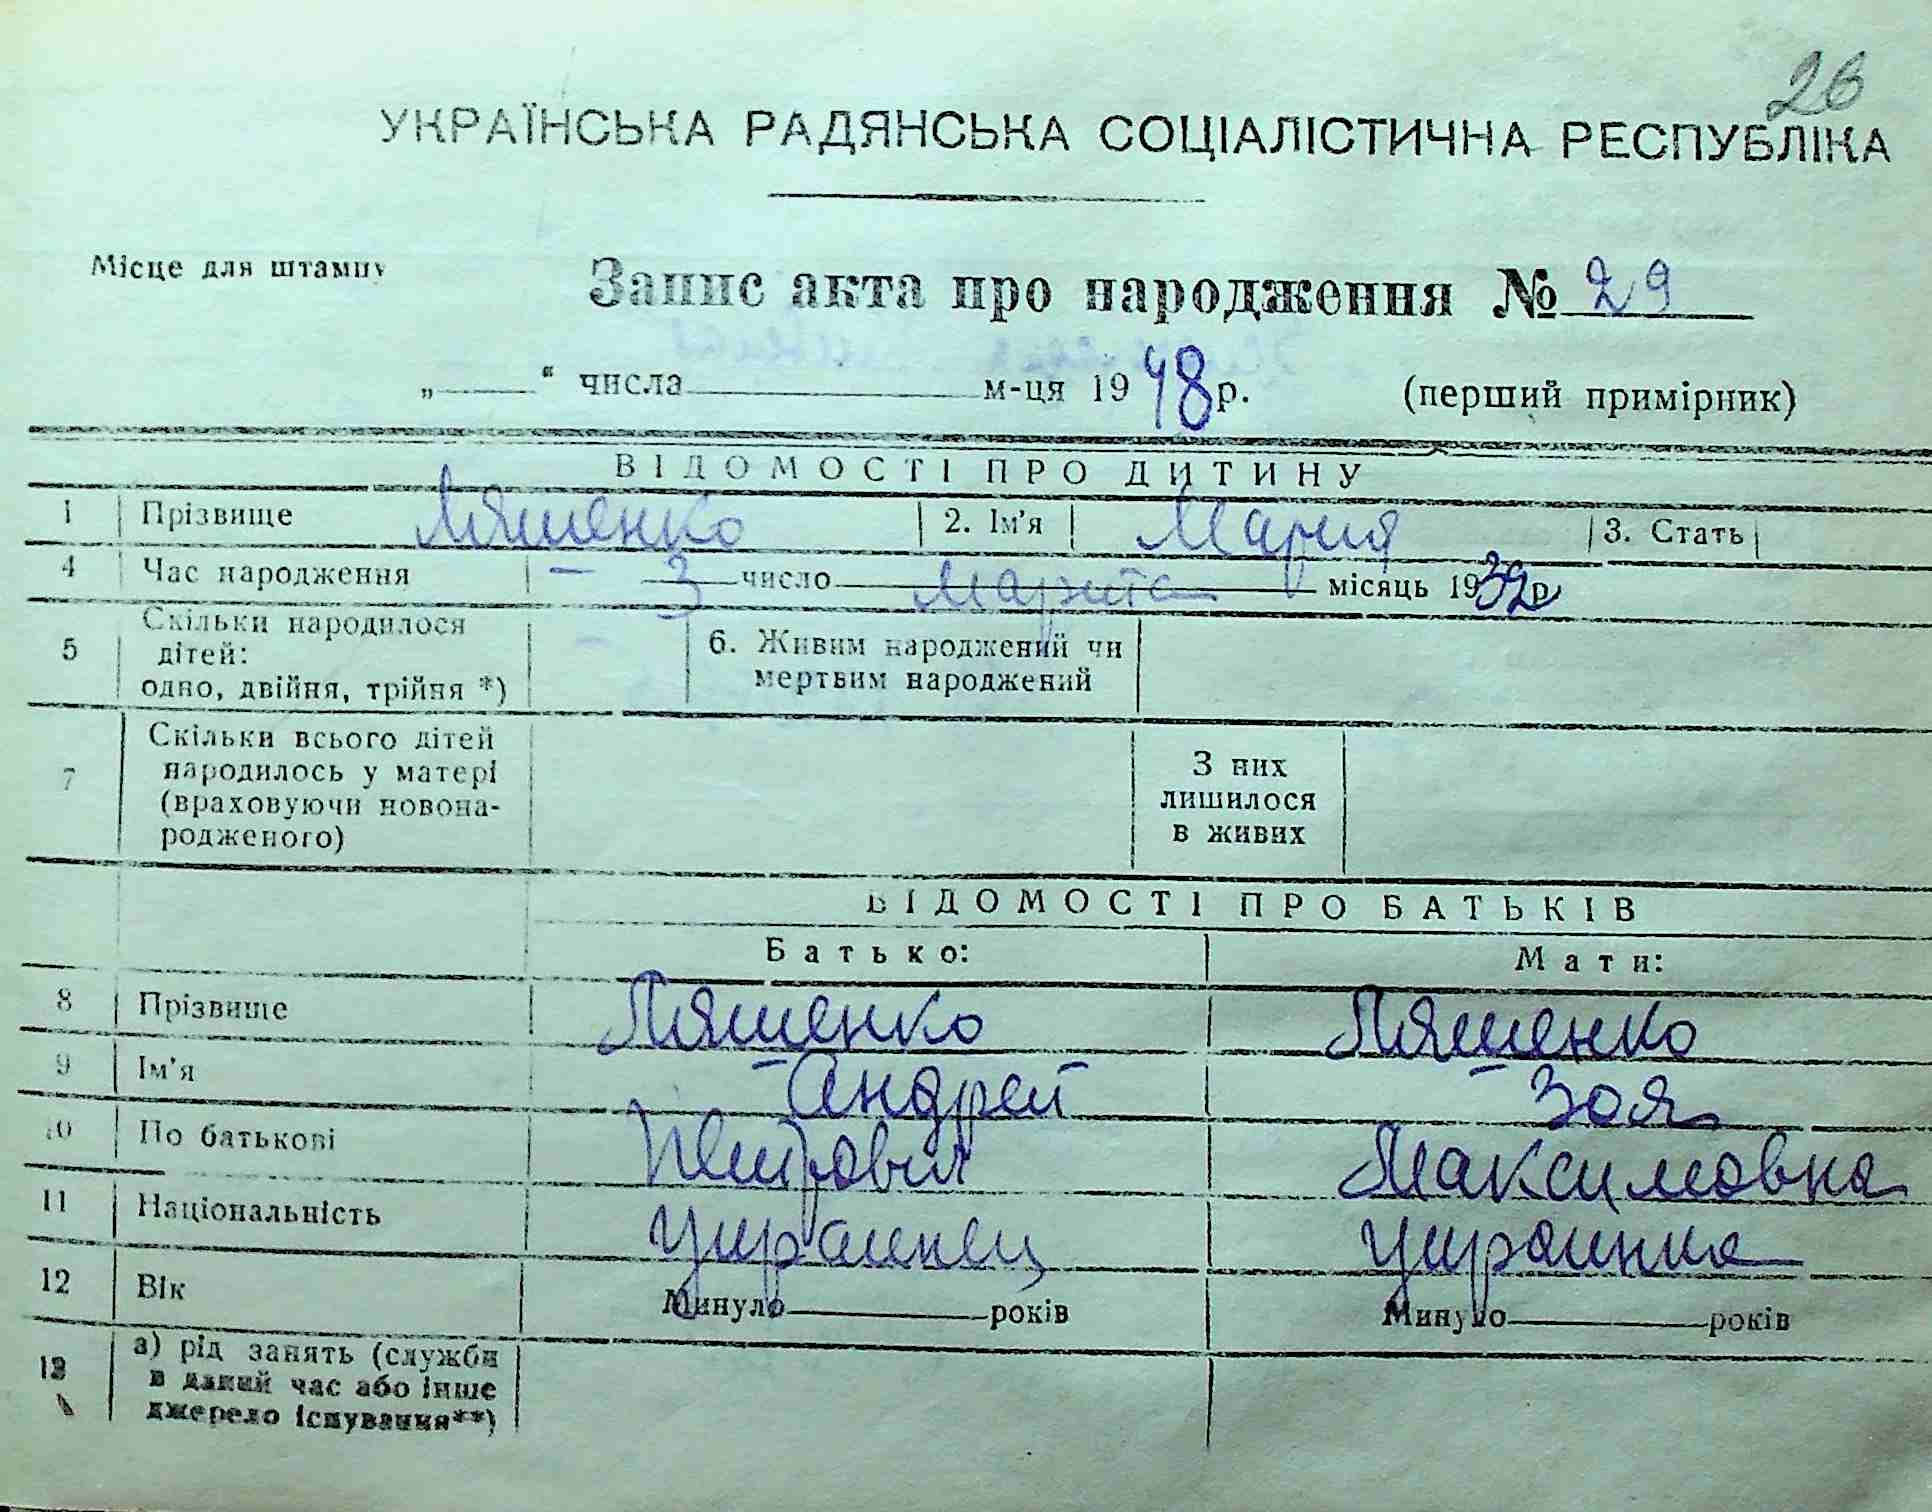 26
УКРАЇНСЬКА РАДЯНСЬКА СОЦІАЛІСТИЧНА РЕСПУБЛІКА
Місце для штампу
Запис акта про народження № 29
„ “ числа м-ця 1948 р. (перший примірник)
ВІДОМОСТІ ПРО ДИТИНУ
1 Прізвище Ляшенко 2. Ім'я Мария 3. Стать
4 Час народження – 3 число Марта місяць 1939 р
5 Скільки народилося дітей: одно, двійня, трійня *) – 6. Живим народжений чи мертвим народжений
7 Скільки всього дітей народилось у матері (враховуючи новонародженого) З них лишилося в живих
ВІДОМОСТІ ПРО БАТЬКІВ
Батько: Мати:
8 Прізвище Ляшенко Ляшенко
9 Ім'я Андрей Зоя
10 По батькові Петрович Максимовна
11 Національність Украинец Украинка
12 Вік Минуло років Минуло років
13 а) рід занять (служби в даний час або інше джерело існування**)